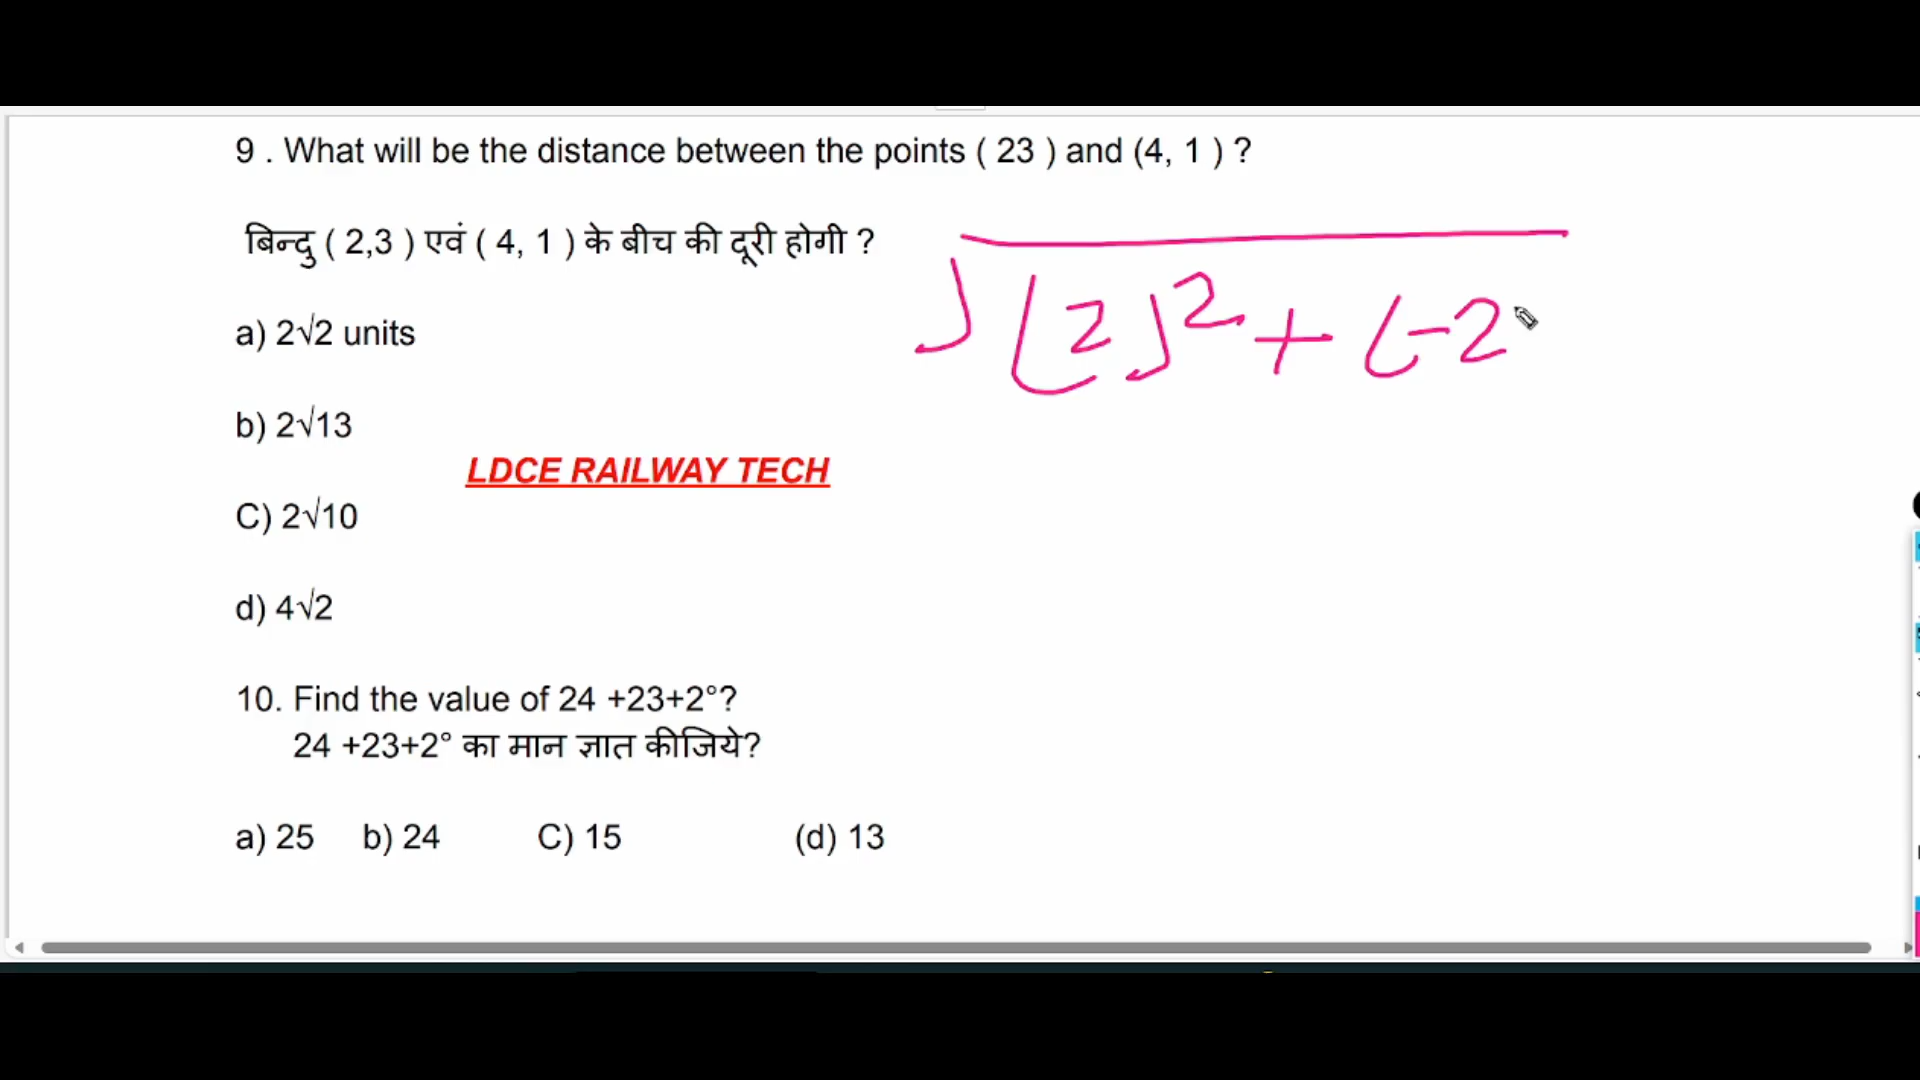 9 . What will be the distance between the points ( 23 ) and (4, 1 ) ?
बिन्दु ( 2,3 ) एवं ( 4, 1 ) के बीच की दूरी होगी ?
√(2)² + (-2
a) 2√2 units
b) 2√13
LDCE RAILWAY TECH
C) 2√10
d) 4√2
10. Find the value of 24 +23+2°?
24 +23+2° का मान ज्ञात कीजिये?
a) 25 b) 24 C) 15 (d) 13